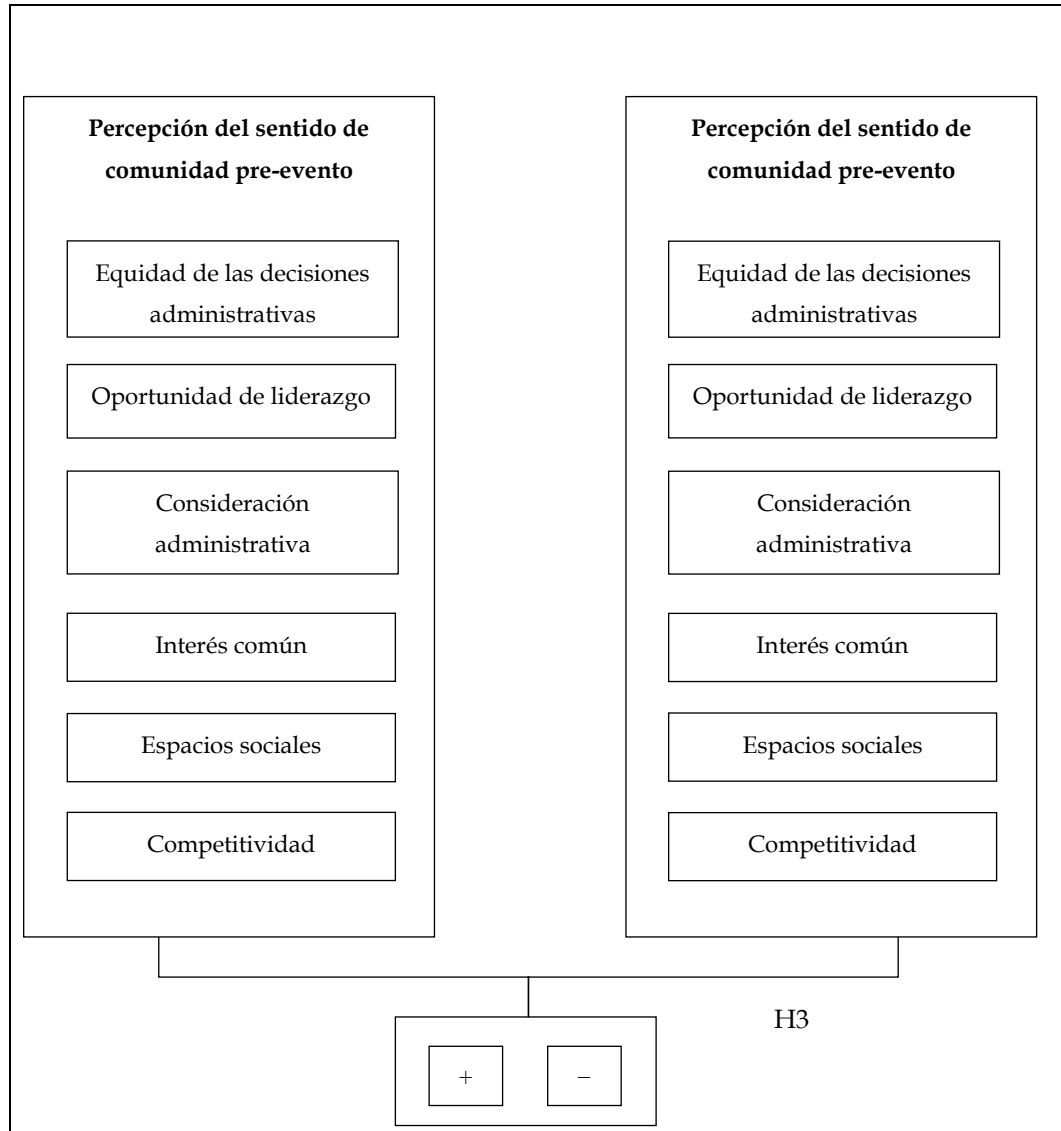 Percepción del sentido de
comunidad pre-evento
Equidad de las decisiones
administrativas
Oportunidad de liderazgo
Consideración
administrativa
Interés común
Espacios sociales
Competitividad
Percepción del sentido de
comunidad pre-evento
Equidad de las decisiones
administrativas
Oportunidad de liderazgo
Consideración
administrativa
Interés común
Espacios sociales
Competitividad
H3
+
−